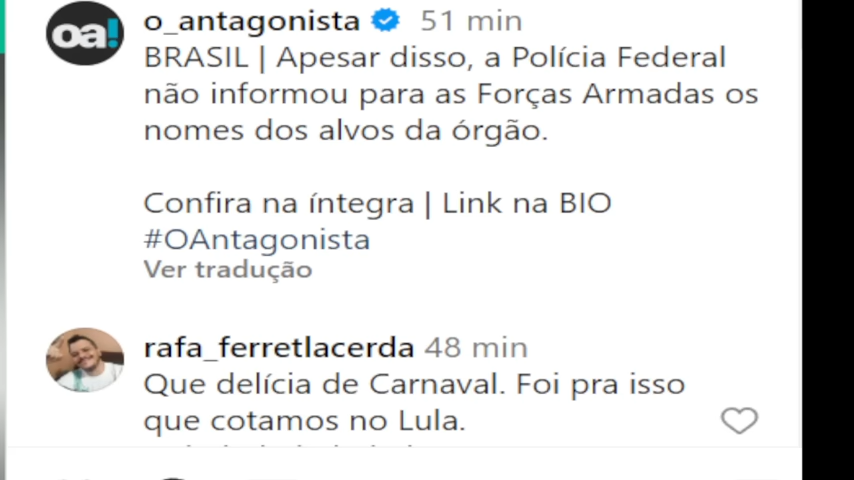 oa!
o_antagonista 51 min
BRASIL | Apesar disso, a Polícia Federal
não informou para as Forças Armadas os
nomes dos alvos da órgão.
Confira na íntegra | Link na BIO
#OAntagonista
Ver tradução
rafa_ferretlacerda 48 min
Que delícia de Carnaval. Foi pra isso
que cotamos no Lula.